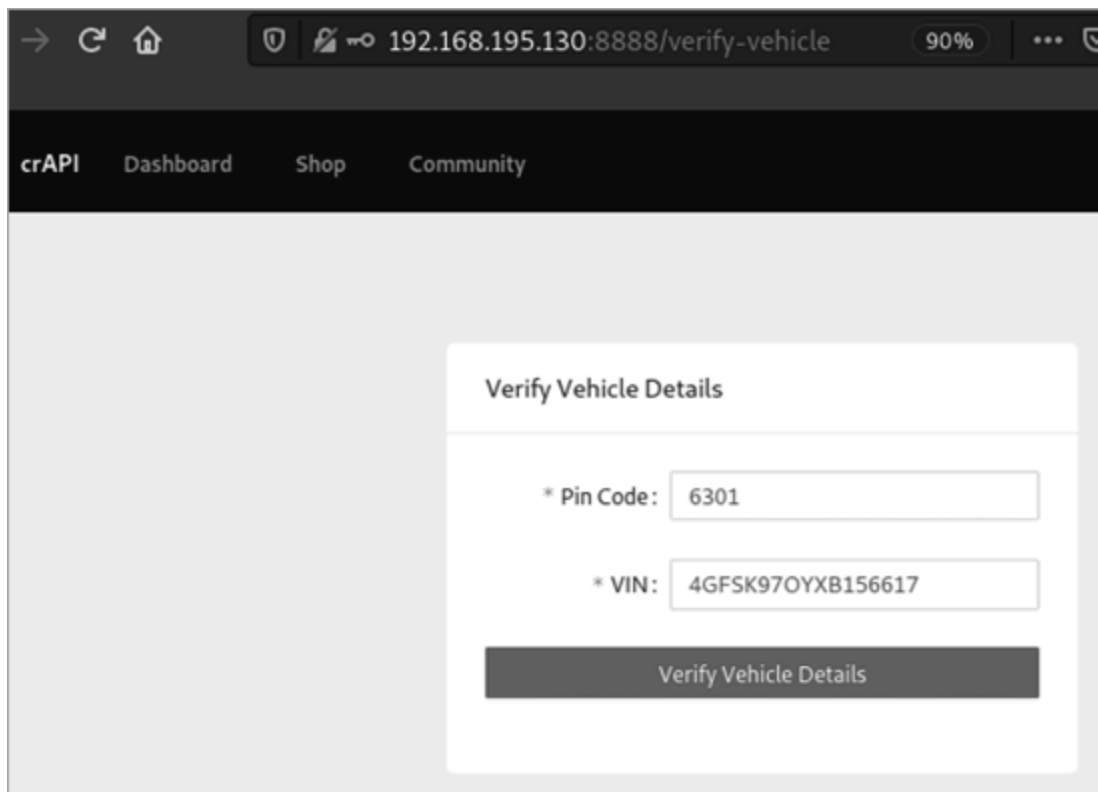 192.168.195.130:8888/verify-vehicle 90%
crAPI Dashboard Shop Community
Verify Vehicle Details
* Pin Code: 6301
* VIN: 4GFSK97OYXB156617
Verify Vehicle Details